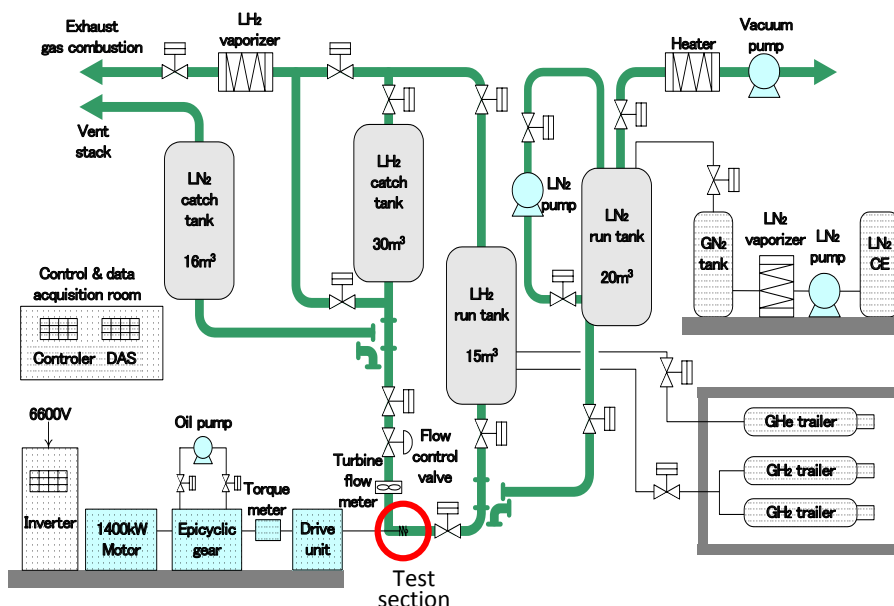 Exhaust
gas combustion
LH₂
vaporizer
Heater
Vacuum
pump
Vent
stack
LN₂
catch
tank
16m³
LH₂
catch
tank
30m³
LN₂
pump
LN₂
run tank
20m³
GN₂
tank
LN₂
vaporizer
LN₂
pump
LN₂
CE
LH₂
run tank
15m³
Control & data
acquisition room
Controler
DAS
6600V
Oil pump
Turbine
flow
meter
Flow
control
valve
GHe trailer
GH₂ trailer
GH₂ trailer
Inverter
1400kW
Motor
Epicyclic
gear
Torque
meter
Drive
unit
Test
section